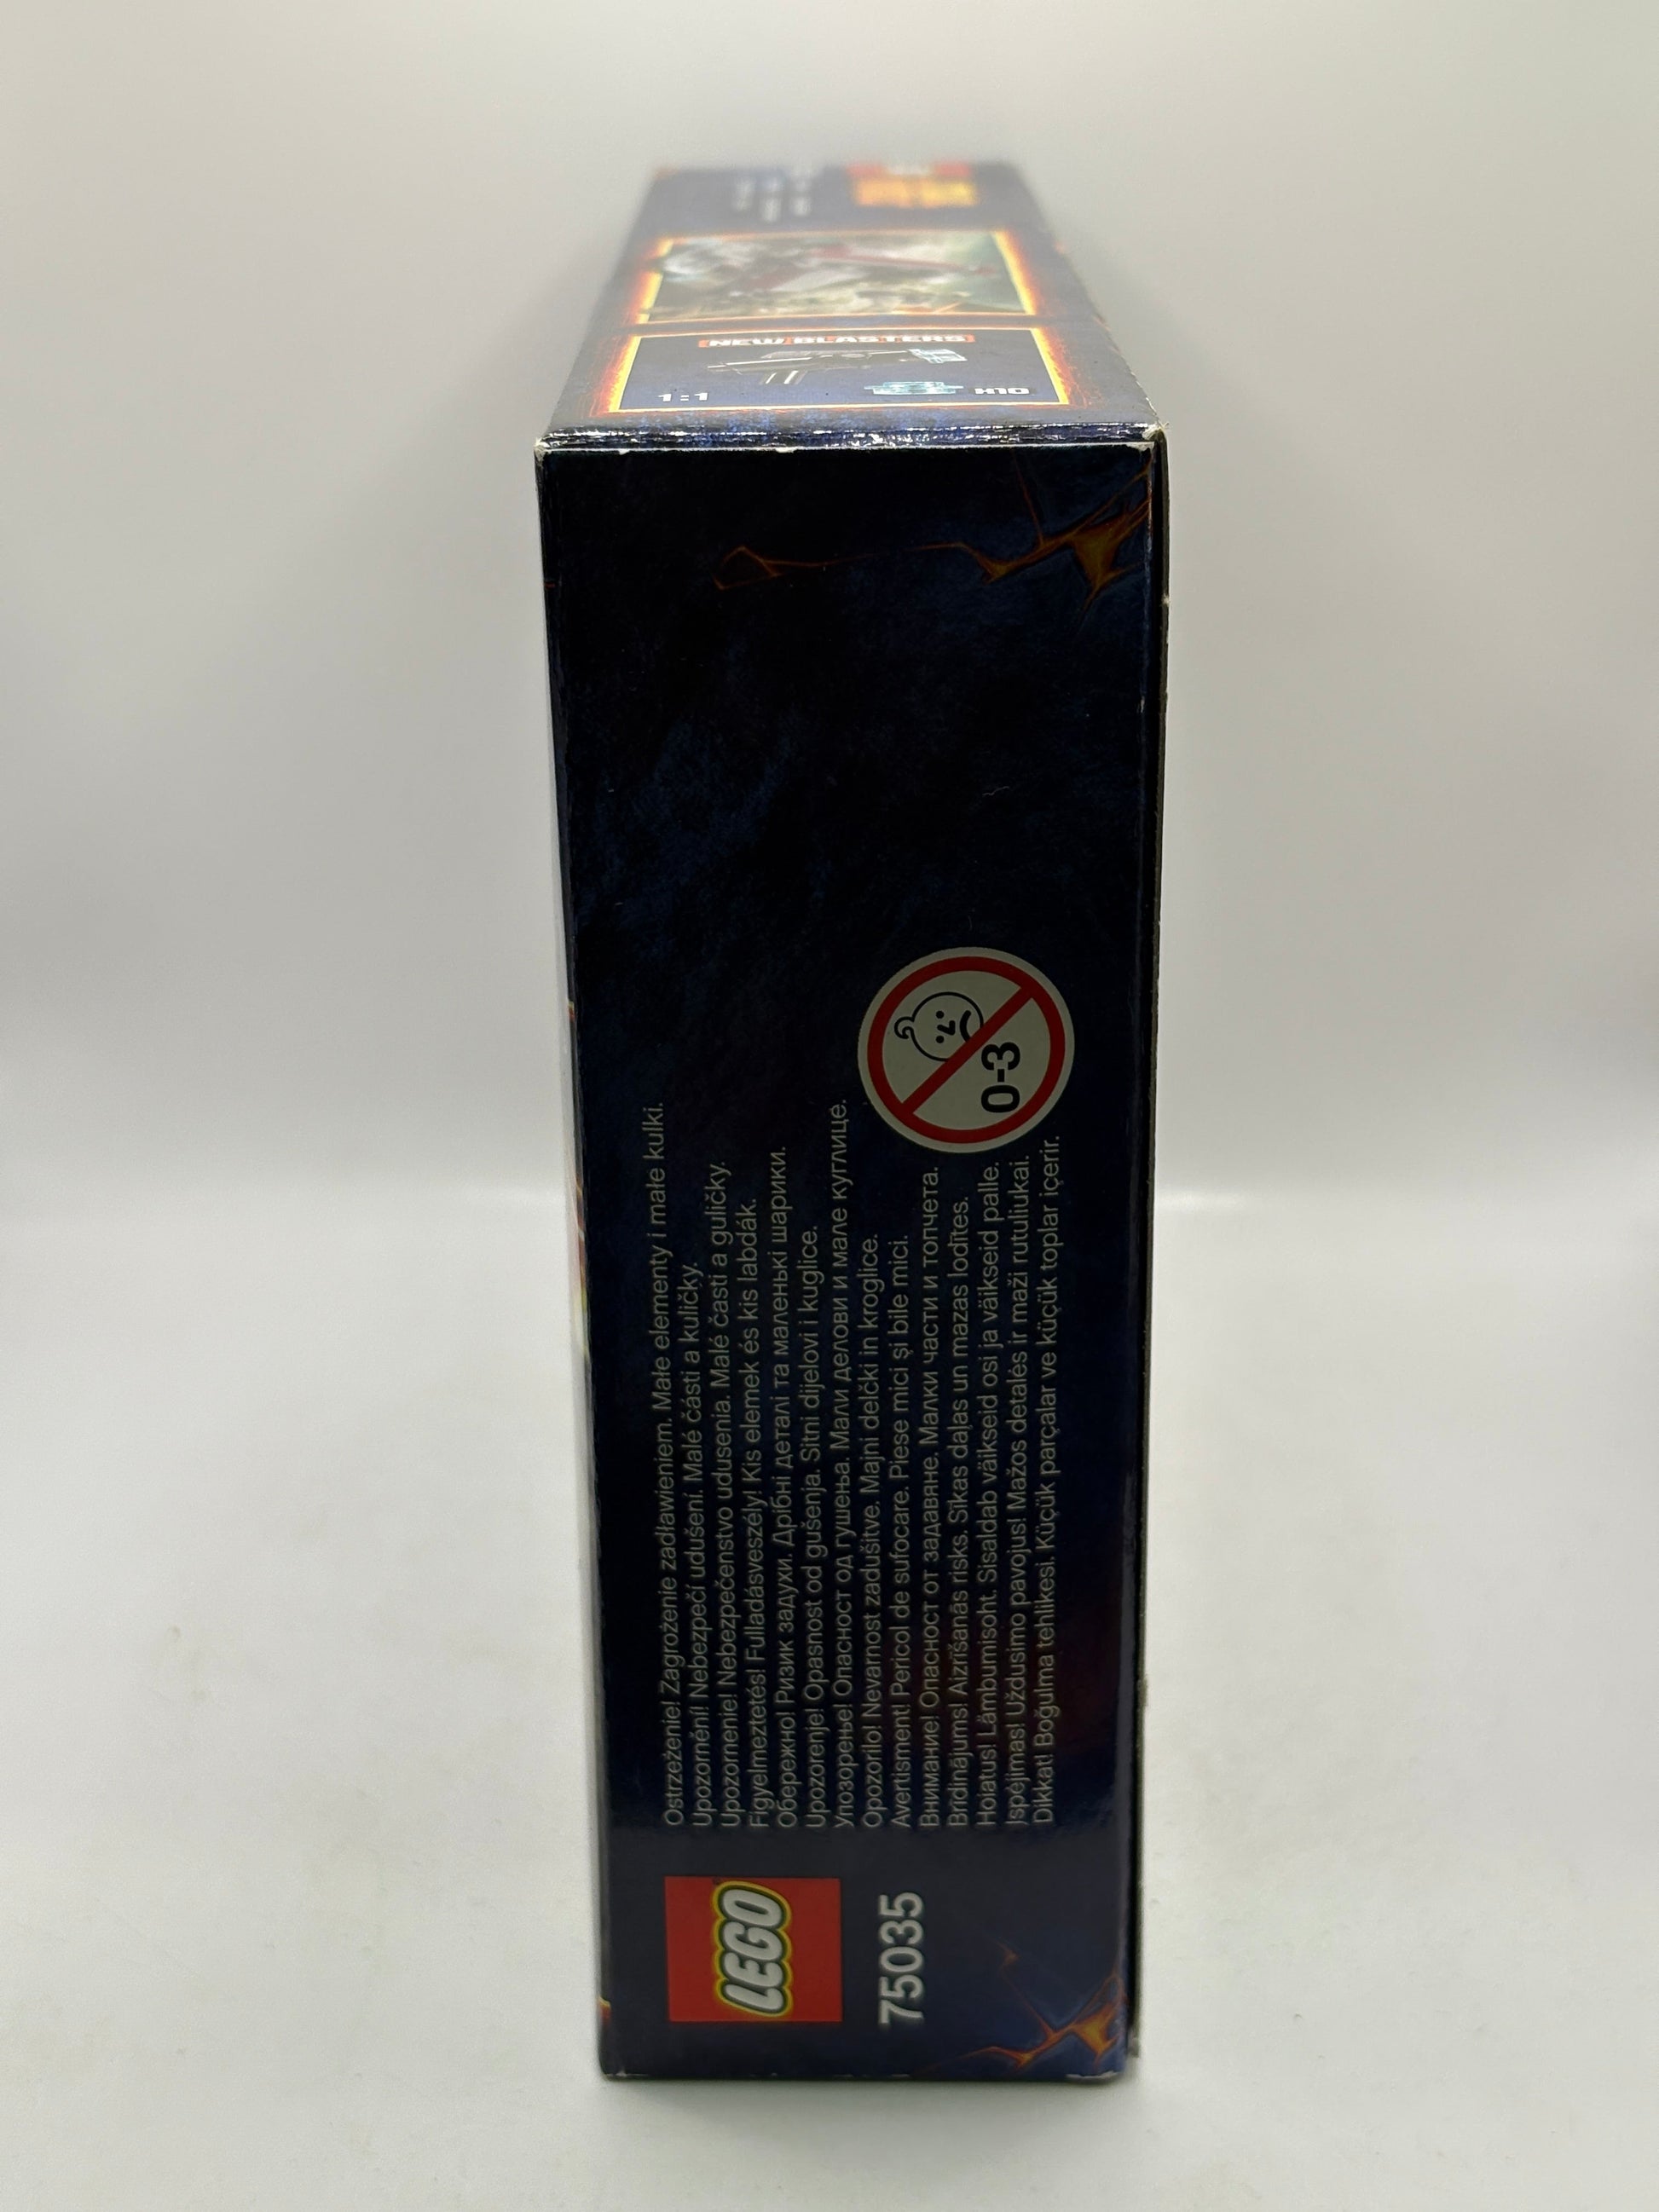 NEW BLASTERS
1:1
X10
Ostrzeżenie! Zagrożenie zadławieniem. Małe elementy i małe kulki.
Upozornění! Nebezpečí udušení. Malé části a kuličky.
Upozornenie! Nebezpečenstvo udusenia. Malé časti a guličky.
Figyelmeztetés! Fulladásveszély! Kis elemek és kis labdák.
Обережно! Ризик задухи. Дрібні деталі та маленькі шарики.
Upozorenje! Opasnost od gušenja. Sitni dijelovi i kuglice.
Упозорење! Опасност од гушења. Мали делови и мале куглице.
Opozorilo! Nevarnost zadušitve. Majni delčki in kroglice.
Avertisment! Pericol de sufocare. Piese mici și bile mici.
Внимание! Опасност от задавяне. Малки части и топчета.
Brīdinājums! Aizrīšanās risks. Sīkas daļas un mazas lodītes.
Hoiatus! Lämbumisoht. Sisaldab väikseid osi ja väikseid palle.
Įspėjimas! Uždusimo pavojus! Mažos detalės ir maži rutuliukai.
Dikkat! Boğulma tehlikesi. Küçük parçalar ve küçük toplar içerir.
0-3
LEGO
75035